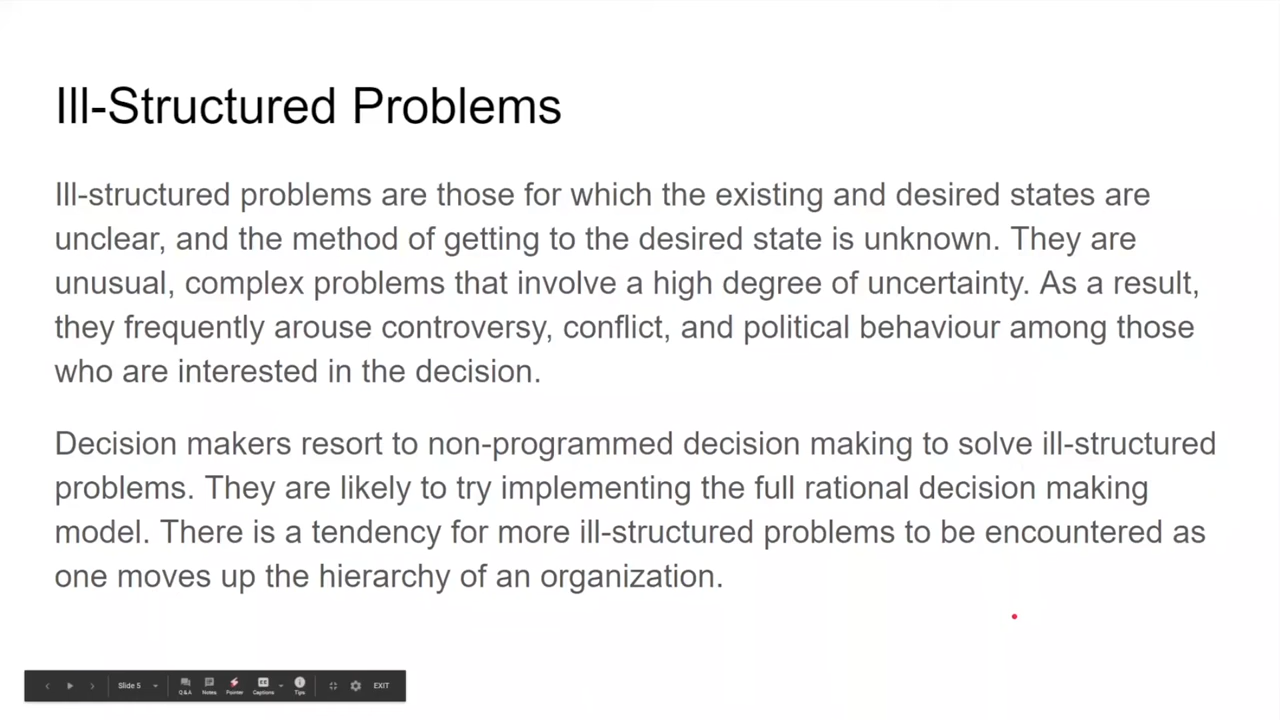 Ill-Structured Problems
Ill-structured problems are those for which the existing and desired states are
unclear, and the method of getting to the desired state is unknown. They are
unusual, complex problems that involve a high degree of uncertainty. As a result,
they frequently arouse controversy, conflict, and political behaviour among those
who are interested in the decision.
Decision makers resort to non-programmed decision making to solve ill-structured
problems. They are likely to try implementing the full rational decision making
model. There is a tendency for more ill-structured problems to be encountered as
one moves up the hierarchy of an organization.
Slide 5 Q&A Notes Pointer Captions Tips EXIT